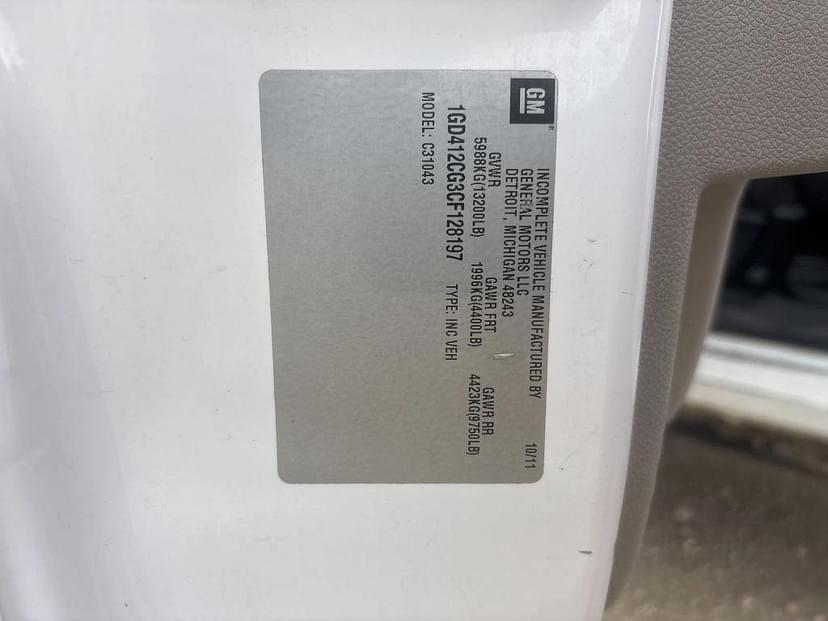 GM
INCOMPLETE VEHICLE MANUFACTURED BY
GENERAL MOTORS LLC
DETROIT, MICHIGAN 48243 10/11
GVWR GAWR FRT GAWR RR
5988KG(13200LB) 1996KG(4400LB) 4423KG(9750LB)
1GD412CG3CF128197 TYPE: INC VEH
MODEL: C31043